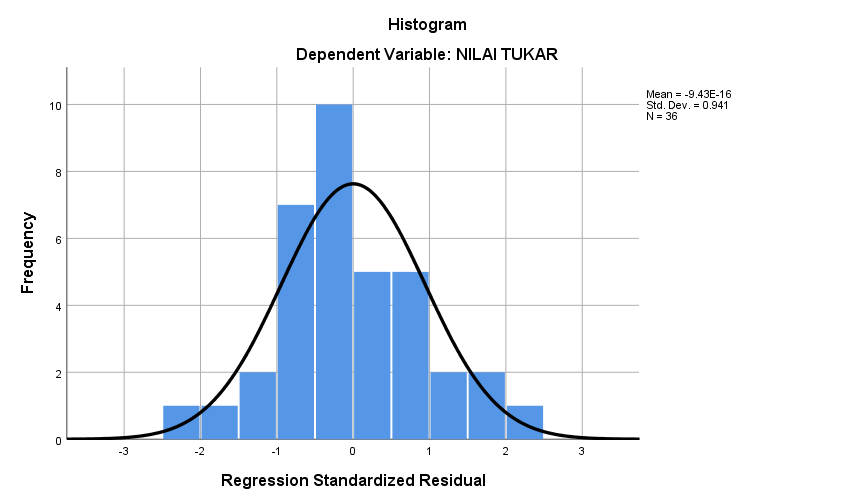 Histogram
Dependent Variable: NILAI TUKAR
Mean = -9.43E-16
Std. Dev. = 0.941
N = 36
Frequency
10
8
6
4
2
0
-3 -2 -1 0 1 2 3
Regression Standardized Residual